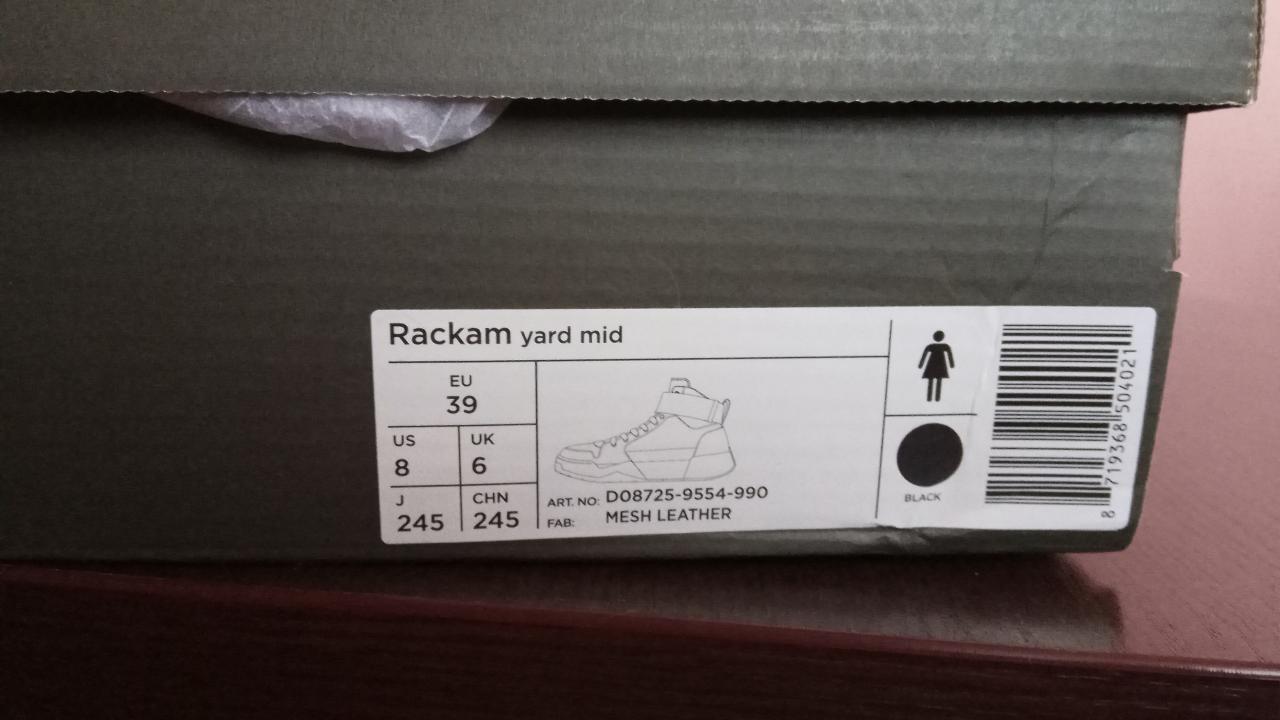 Rackam yard mid
EU
39
US
8
UK
6
J
245
CHN
245
ART. NO: D08725-9554-990
FAB: MESH LEATHER
BLACK
8 719368 504021